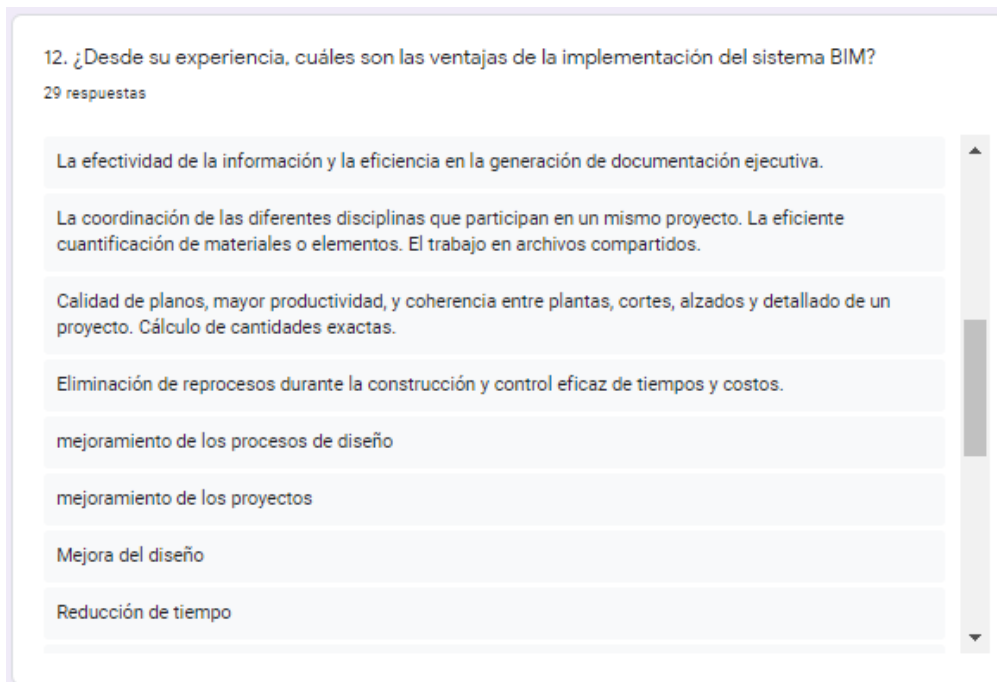 12. ¿Desde su experiencia, cuáles son las ventajas de la implementación del sistema BIM?
29 respuestas
La efectividad de la información y la eficiencia en la generación de documentación ejecutiva.
La coordinación de las diferentes disciplinas que participan en un mismo proyecto. La eficiente
cuantificación de materiales o elementos. El trabajo en archivos compartidos.
Calidad de planos, mayor productividad, y coherencia entre plantas, cortes, alzados y detallado de un
proyecto. Cálculo de cantidades exactas.
Eliminación de reprocesos durante la construcción y control eficaz de tiempos y costos.
mejoramiento de los procesos de diseño
mejoramiento de los proyectos
Mejora del diseño
Reducción de tiempo